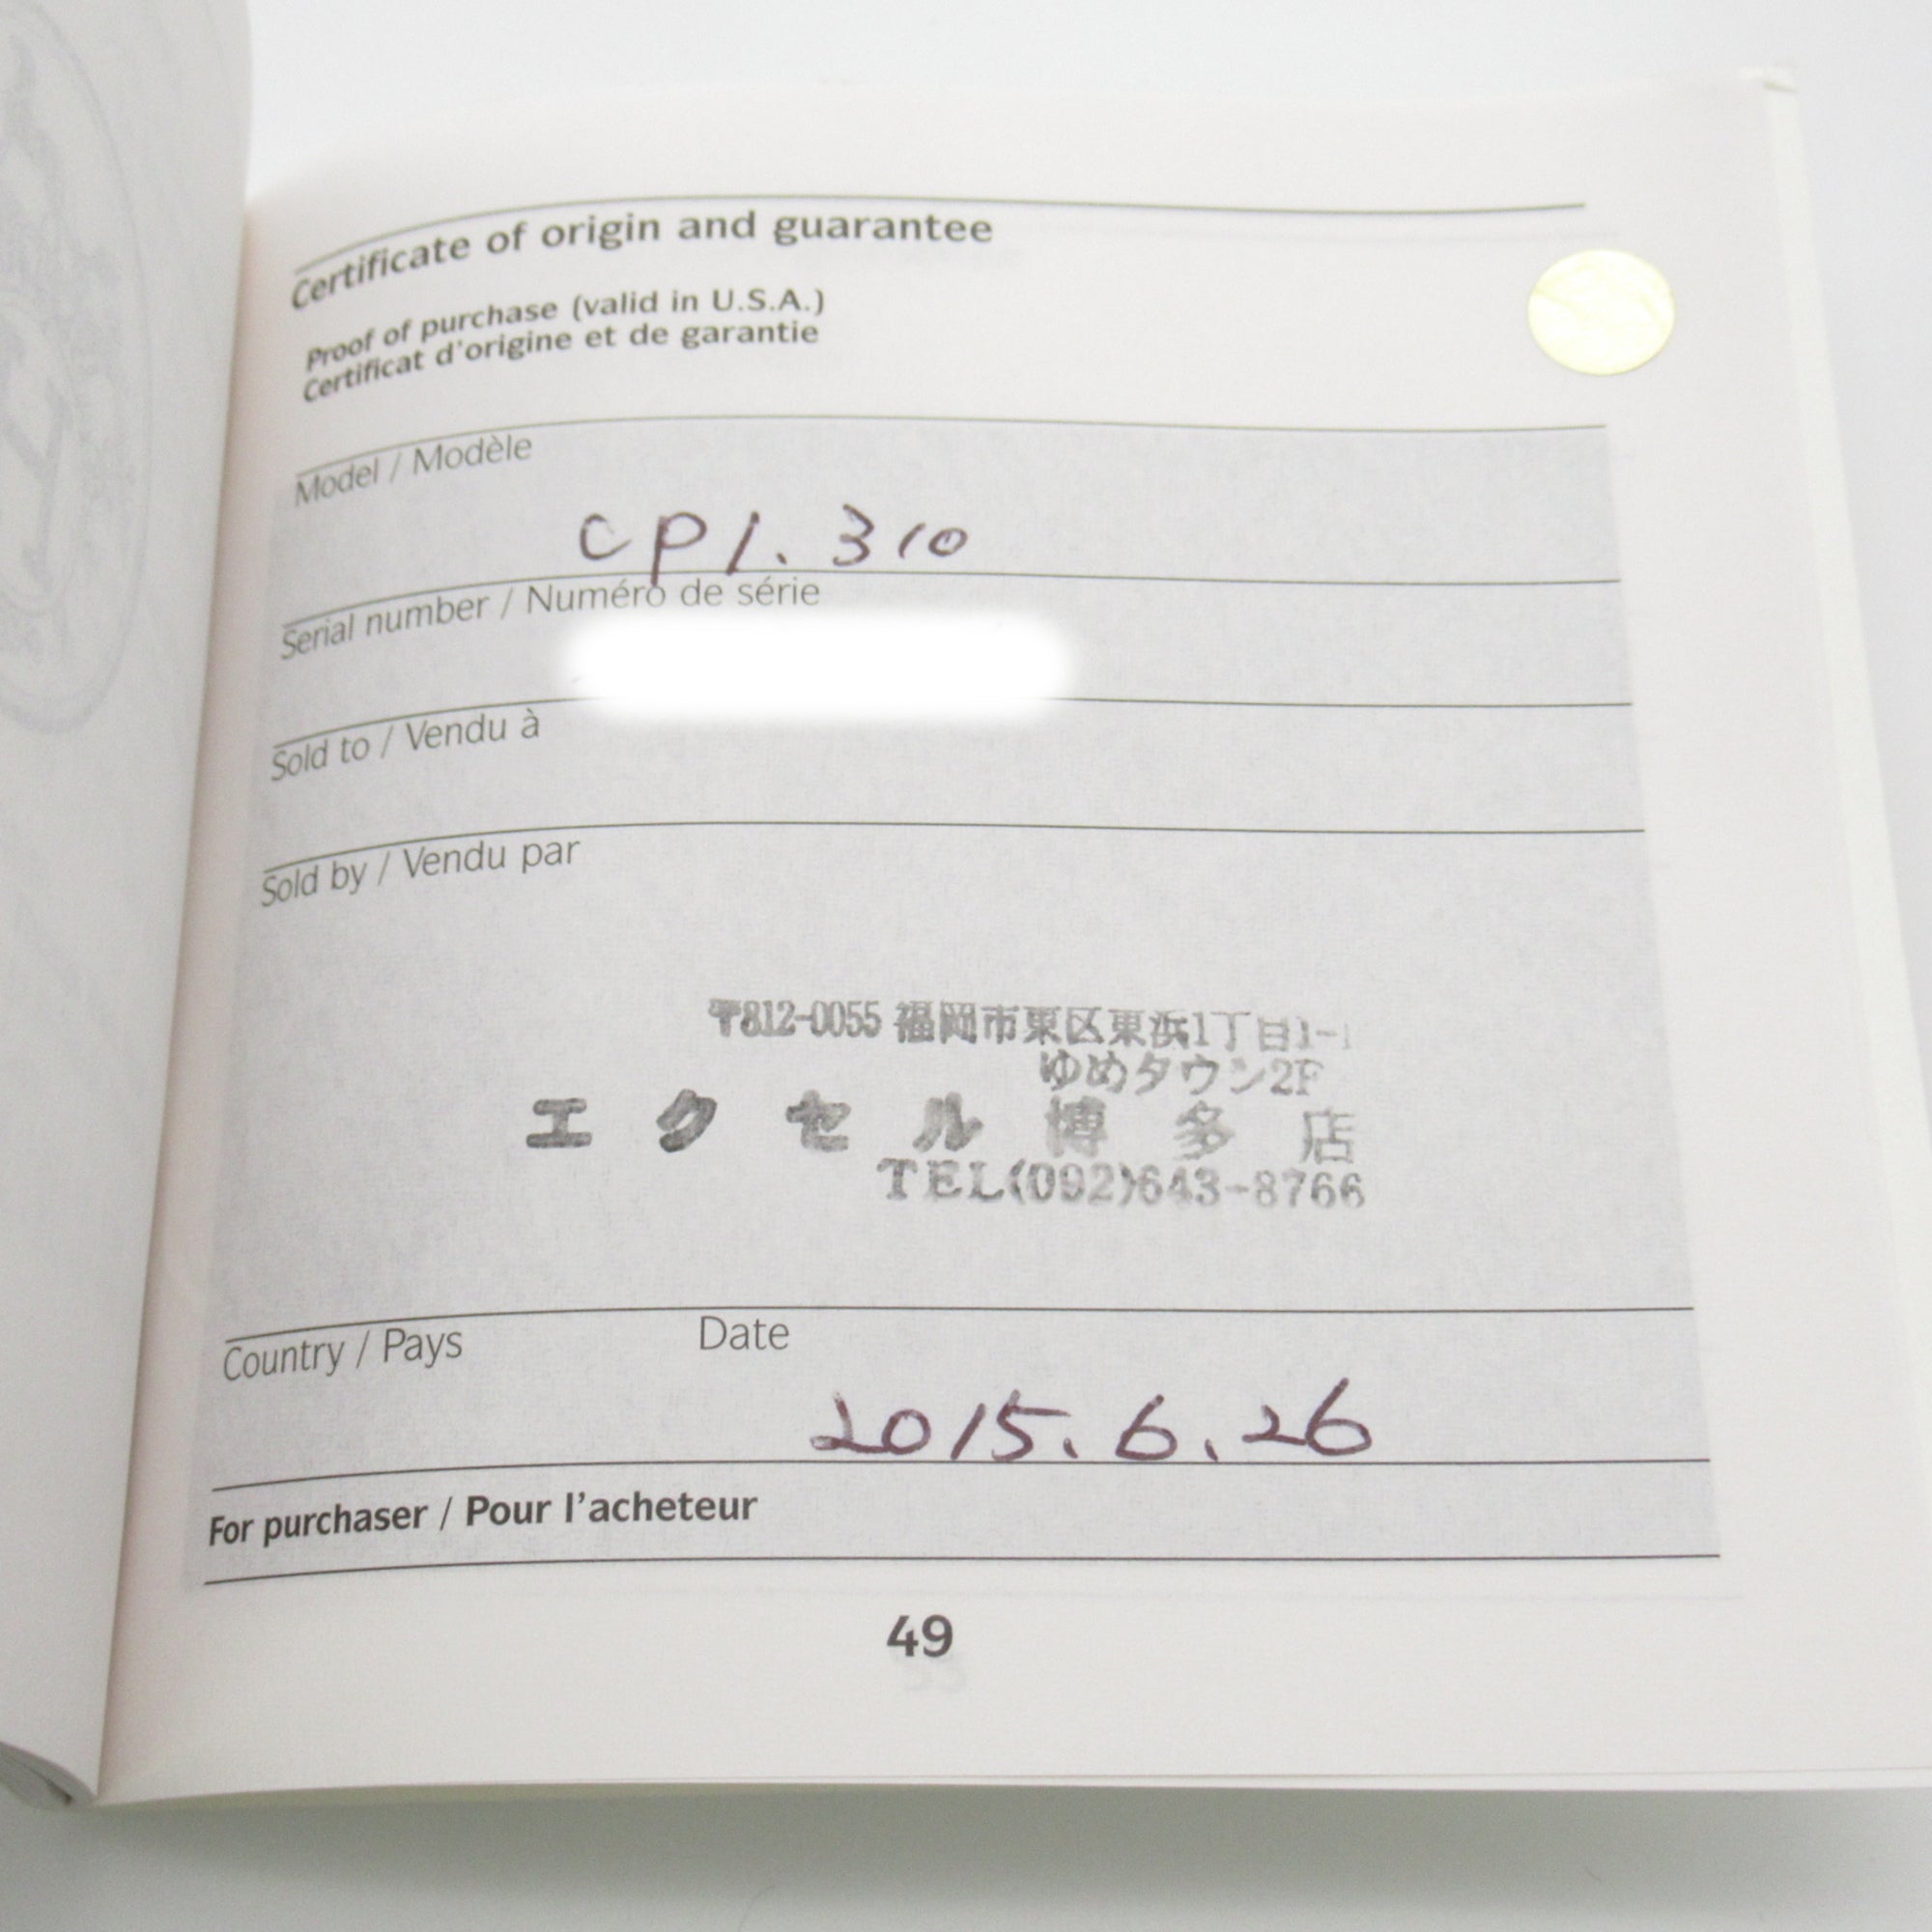 Certificate of origin and guarantee
Proof of purchase (valid in U.S.A.)
Certificat d'origine et de garantie
Model / Modèle
CP1. 310
Serial number / Numéro de série
Sold to / Vendu à
Sold by / Vendu par
〒812-0055 福岡市東区東浜1丁目1-1
ゆめタウン2F
エクセル博多店
TEL(092)643-8766
Country / Pays Date
2015.6.26
For purchaser / Pour l'acheteur
49